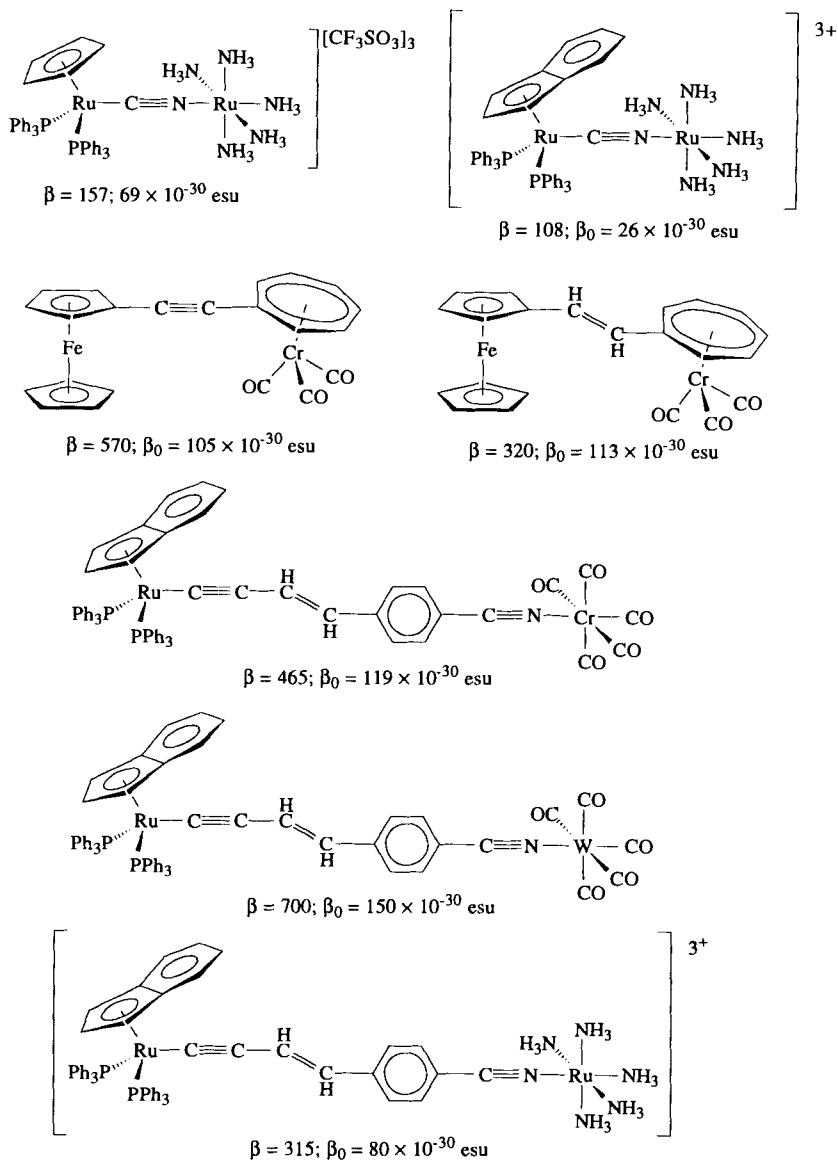 [CF₃SO₃]₃
H₃N NH₃
Ru—C≡N—Ru—NH₃
Ph₃P NH₃
PPh₃ NH₃
β = 157; 69 × 10⁻³⁰ esu
3+
H₃N NH₃
Ru—C≡N—Ru—NH₃
Ph₃P NH₃
PPh₃ NH₃
β = 108; β₀ = 26 × 10⁻³⁰ esu
C≡C
Fe
Cr
OC CO
CO
β = 570; β₀ = 105 × 10⁻³⁰ esu
H
C=C
H
Fe
Cr
OC CO
CO
β = 320; β₀ = 113 × 10⁻³⁰ esu
H OC CO
Ru—C≡C—C=C—C≡N—Cr—CO
Ph₃P H CO
PPh₃ CO
β = 465; β₀ = 119 × 10⁻³⁰ esu
H OC CO
Ru—C≡C—C=C—C≡N—W—CO
Ph₃P H CO
PPh₃ CO
β = 700; β₀ = 150 × 10⁻³⁰ esu
3+
H H₃N NH₃
Ru—C≡C—C=C—C≡N—Ru—NH₃
Ph₃P H NH₃
PPh₃ NH₃
β = 315; β₀ = 80 × 10⁻³⁰ esu